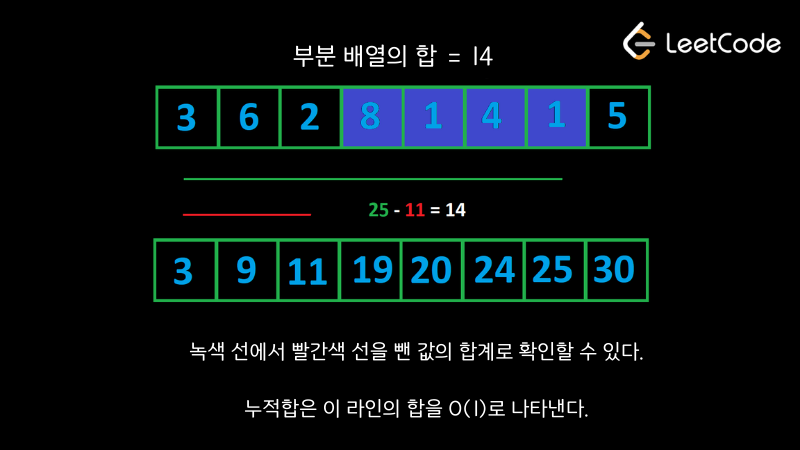 LeetCode
부분 배열의 합 = 14
3 6 2 8 1 4 1 5
25 - 11 = 14
3 9 11 19 20 24 25 30
녹색 선에서 빨간색 선을 뺀 값의 합계로 확인할 수 있다.
누적합은 이 라인의 합을 O(1)로 나타낸다.